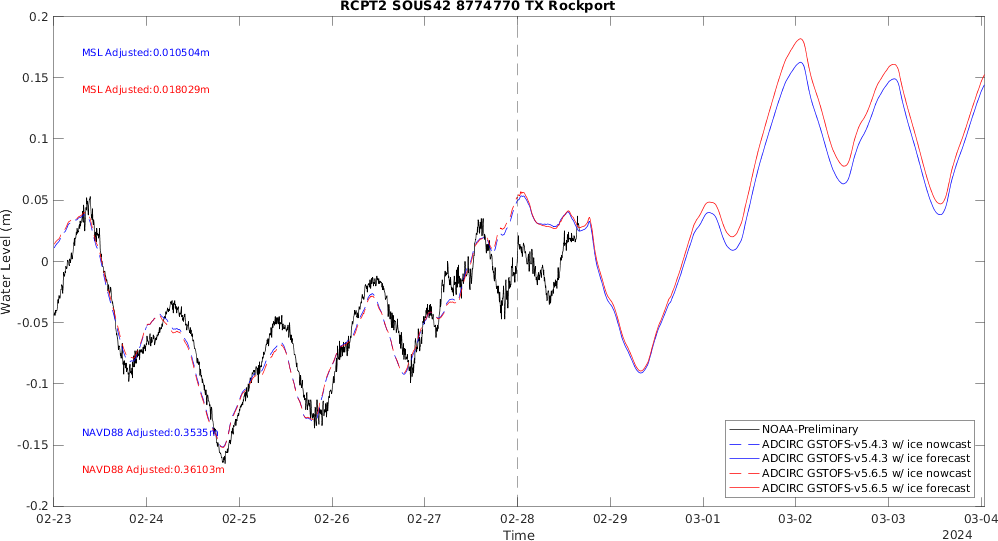 RCPT2 SOUS42 8774770 TX Rockport
0.2
MSL Adjusted:0.010504m
0.15
MSL Adjusted:0.018029m
0.1
0.05
0
-0.05
-0.1
-0.15
-0.2
Water Level (m)
NAVD88 Adjusted:0.3535m
NAVD88 Adjusted:0.36103m
NOAA-Preliminary
ADCIRC GSTOFS-v5.4.3 w/ ice nowcast
ADCIRC GSTOFS-v5.4.3 w/ ice forecast
ADCIRC GSTOFS-v5.6.5 w/ ice nowcast
ADCIRC GSTOFS-v5.6.5 w/ ice forecast
02-23 02-24 02-25 02-26 02-27 02-28 02-29 03-01 03-02 03-03 03-04
Time
2024